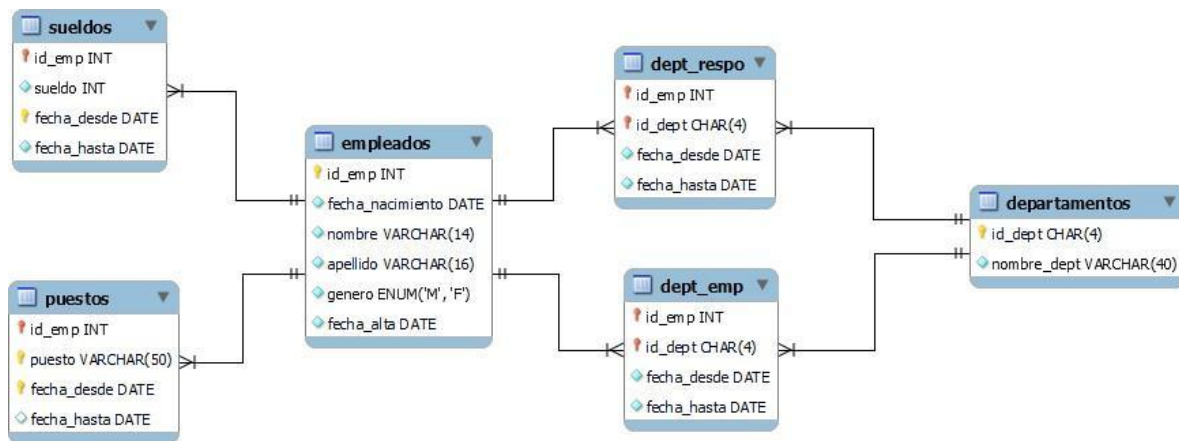 sueldos
id_emp INT
sueldo INT
fecha_desde DATE
fecha_hasta DATE
puestos
id_emp INT
puesto VARCHAR(50)
fecha_desde DATE
fecha_hasta DATE
empleados
id_emp INT
fecha_nacimiento DATE
nombre VARCHAR(14)
apellido VARCHAR(16)
genero ENUM('M', 'F')
fecha_alta DATE
dept_respo
id_emp INT
id_dept CHAR(4)
fecha_desde DATE
fecha_hasta DATE
dept_emp
id_emp INT
id_dept CHAR(4)
fecha_desde DATE
fecha_hasta DATE
departamentos
id_dept CHAR(4)
nombre_dept VARCHAR(40)